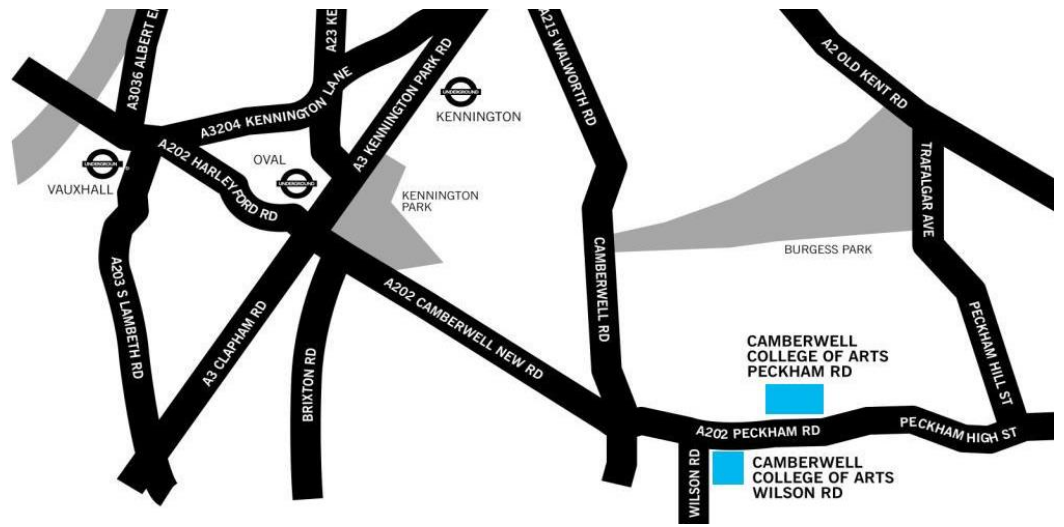 A3036 ALBERT E
A23 KE
A3204 KENNINGTON LANE
A3 KENNINGTON PARK RD
A215 WALWORTH RD
A2 OLD KENT RD
UNDERGROUND
KENNINGTON
TRAFALGAR AVE
UNDERGROUN
VAUXHALL
A202 HARLEYFORD RD
OVAL
UNDERGROUND
KENNINGTON
PARK
BURGESS PARK
A203 S LAMBETH RD
A3 CLAPHAM RD
BRIXTON RD
A202 CAMBERWELL NEW RD
CAMBERWELL RD
PECKHAM HILL ST
CAMBERWELL
COLLEGE OF ARTS
PECKHAM RD
A202 PECKHAM RD
PECKHAM HIGH ST
WILSON RD
CAMBERWELL
COLLEGE OF ARTS
WILSON RD